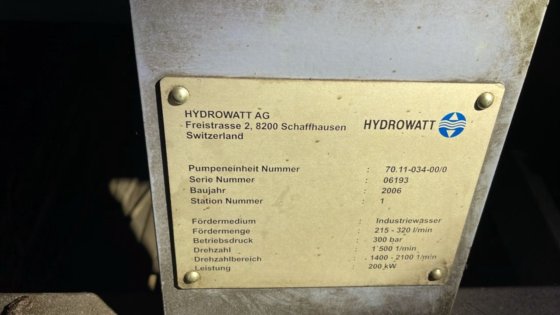 HYDROWATT AG
Freistrasse 2, 8200 Schaffhausen
Switzerland
HYDROWATT
Pumpeneinheit Nummer : 70.11-034-00/0
Serie Nummer : 06193
Baujahr : 2006
Station Nummer : 1
Fördermedium : Industriewässer
Fördermenge : 215 - 320 l/min
Betriebsdruck : 300 bar
Drehzahl : 1'500 1/min
Drehzahlbereich : 1400 - 2100 1/min
Leistung : 200 kW